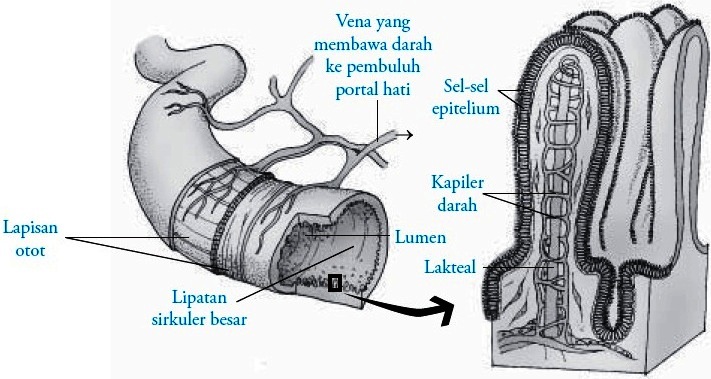 Vena yang
membawa darah
ke pembuluh
portal hati
Sel-sel
epitelium
Kapiler
darah
Lapisan
otot
Lumen
Lakteal
Lipatan
sirkuler besar